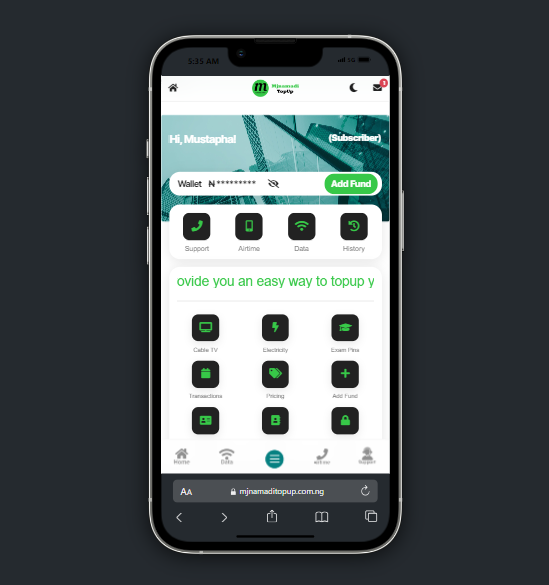 5:35 AM
1
m Mjnamadi
TopUp
Hi, Mustapha!
(Subscriber)
Wallet ₦*********
Add Fund
Support Airtime Data History
ovide you an easy way to topup y
Cable TV Electricity Exam Pins
Transactions Pricing Add Fund
Home Data Airtime Support
AA mjnamaditopup.com.ng